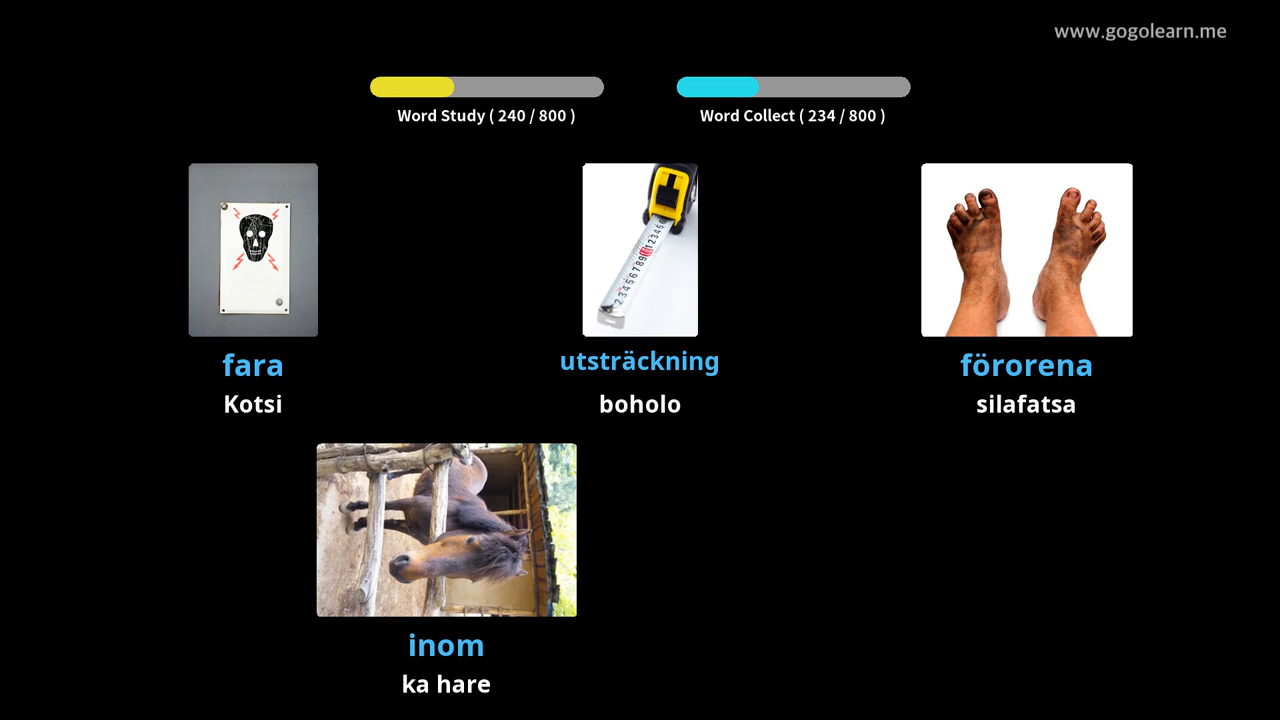 www.gogolearn.me
Word Study ( 240 / 800 )
Word Collect ( 234 / 800 )
fara
utsträckning
förorena
Kotsi
boholo
silafatsa
inom
ka hare